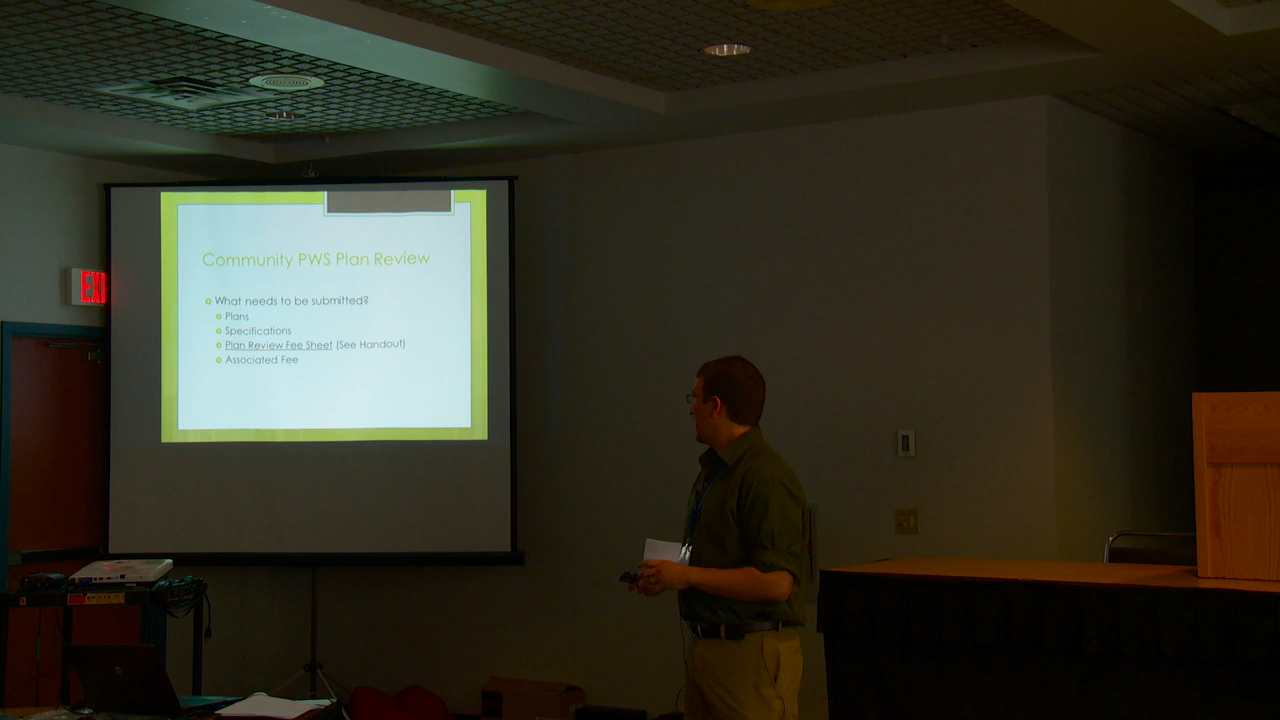 Community PWS Plan Review
What needs to be submitted?
Plans
Specifications
Plan Review Fee Sheet (See Handout)
Associated Fee
EXI